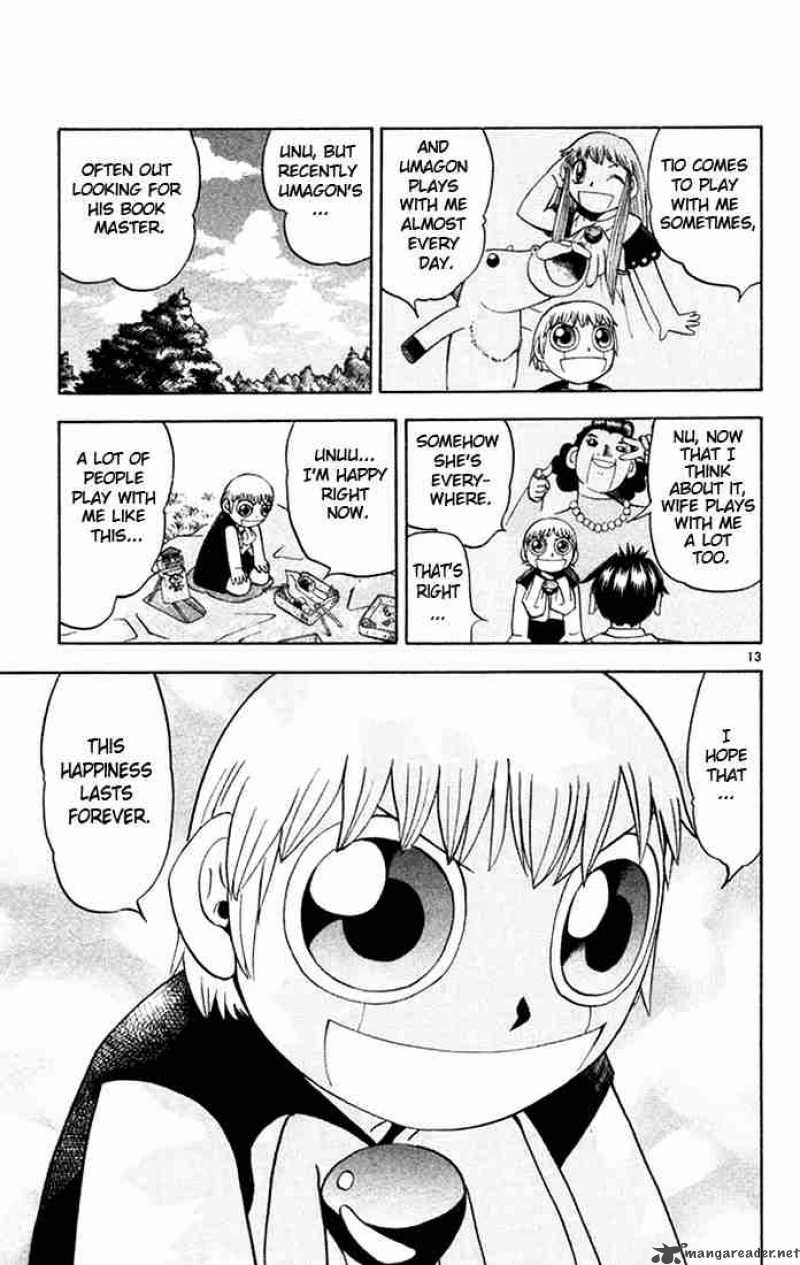 TIO COMES
TO PLAY
WITH ME
SOMETIMES,
AND
UMAGON
PLAYS
WITH ME
ALMOST
EVERY
DAY.
UNU, BUT
RECENTLY
UMAGON'S
...
OFTEN OUT
LOOKING FOR
HIS BOOK
MASTER.
NU, NOW
THAT I
THINK
ABOUT IT,
WIFE PLAYS
WITH ME
A LOT
TOO.
SOMEHOW
SHE'S
EVERY-
WHERE.
THAT'S
RIGHT
...
UNUU...
I'M HAPPY
RIGHT
NOW.
A LOT OF
PEOPLE
PLAY WITH
ME LIKE
THIS...
13
I
HOPE
THAT
...
THIS
HAPPINESS
LASTS
FOREVER.
mangareader.net